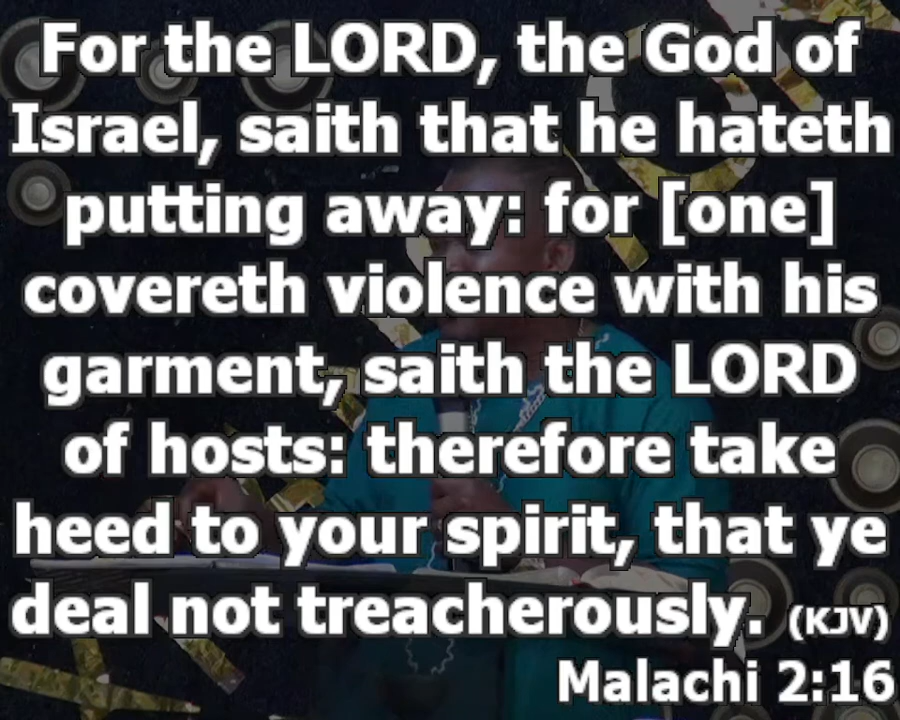 For the LORD, the God of
Israel, saith that he hateth
putting away: for [one]
covereth violence with his
garment, saith the LORD
of hosts: therefore take
heed to your spirit, that ye
deal not treacherously. (KJV)
Malachi 2:16